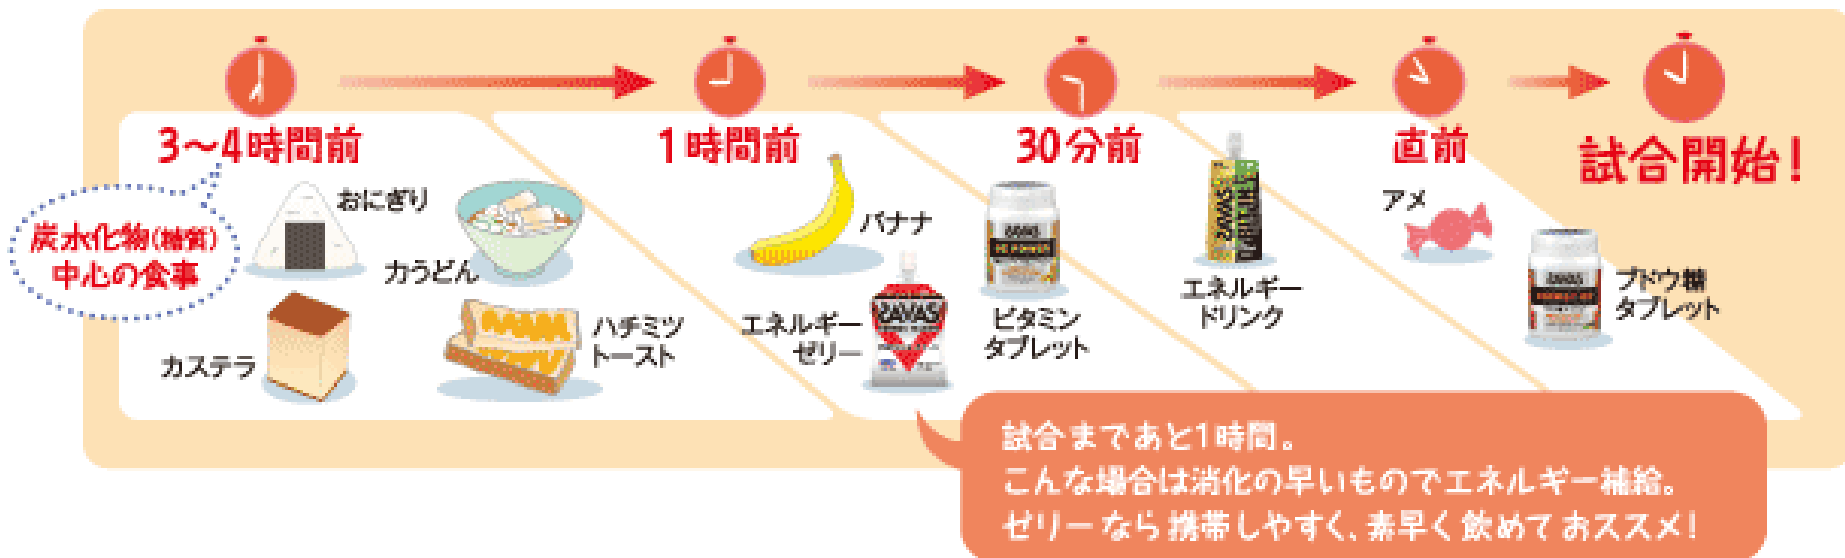 3〜4時間前
1時間前
30分前
直前
試合開始!
炭水化物(糖質)
中心の食事
おにぎり
力うどん
カステラ
ハチミツ
トースト
バナナ
エネルギー
ゼリー
ZAVAS
SAVAS
ビタミン
タブレット
SAVAS
エネルギー
ドリンク
アメ
SAVAS
ブドウ糖
タブレット
試合まであと1時間。
こんな場合は消化の早いものでエネルギー補給。
ゼリーなら携帯しやすく、素早く飲めておススメ!